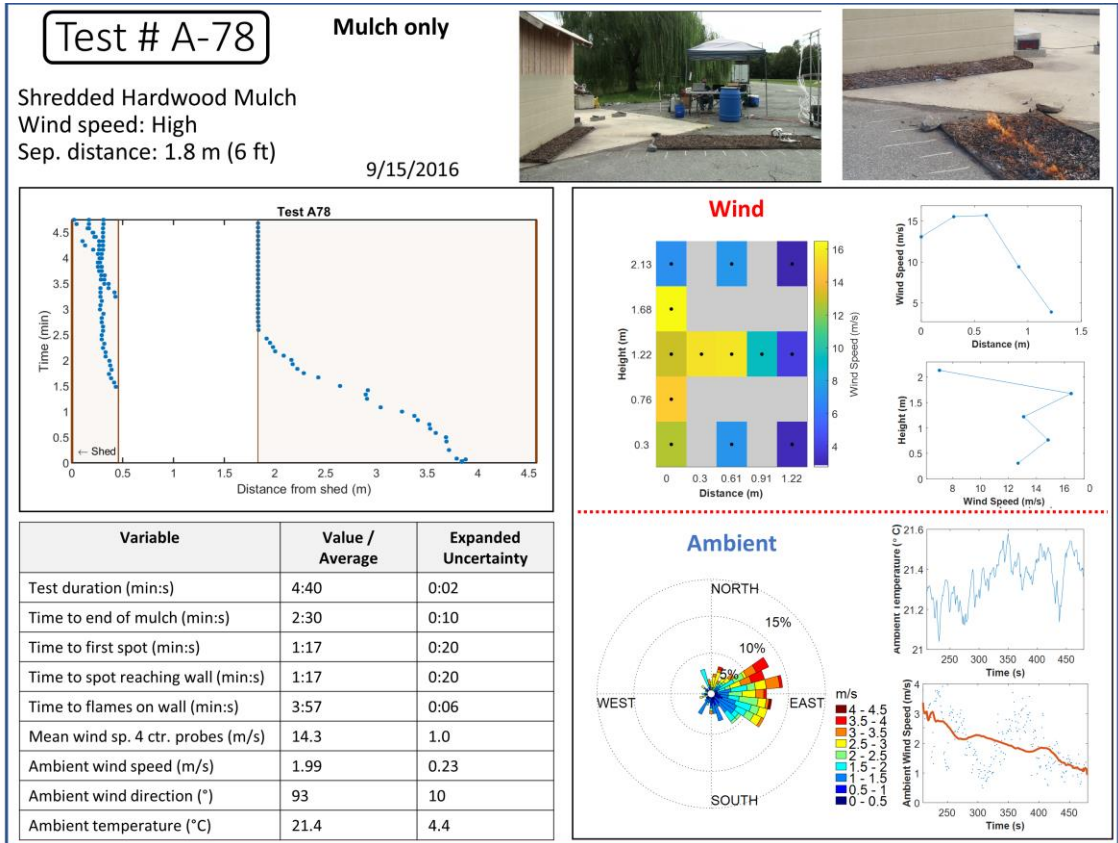 Test # A-78
Mulch only
Shredded Hardwood Mulch
Wind speed: High
Sep. distance: 1.8 m (6 ft)
9/15/2016
Test A78
4.5
4
3.5
3
2.5
2
1.5
1
0.5
0
Time (min)
← Shed
0 0.5 1 1.5 2 2.5 3 3.5 4 4.5
Distance from shed (m)
Wind
2.13
1.68
1.22
0.76
0.3
Height (m)
0 0.3 0.61 0.91 1.22
Distance (m)
16
14
12
10
8
6
4
Wind Speed (m/s)
15
10
5
Wind Speed (m/s)
0 0.5 1 1.5
Distance (m)
2
1.5
1
0.5
0
Height (m)
8 10 12 14 16 0
Wind Speed (m/s)
Variable Value / Average Expanded Uncertainty
Test duration (min:s) 4:40 0:02
Time to end of mulch (min:s) 2:30 0:10
Time to first spot (min:s) 1:17 0:20
Time to spot reaching wall (min:s) 1:17 0:20
Time to flames on wall (min:s) 3:57 0:06
Mean wind sp. 4 ctr. probes (m/s) 14.3 1.0
Ambient wind speed (m/s) 1.99 0.23
Ambient wind direction (°) 93 10
Ambient temperature (°C) 21.4 4.4
Ambient
NORTH
15%
10%
5%
WEST
EAST
SOUTH
m/s
4 - 4.5
3.5 - 4
3 - 3.5
2.5 - 3
2 - 2.5
1.5 - 2
1 - 1.5
0.5 - 1
0 - 0.5
21.6
21.4
21.2
21
Ambient Temperature (° C)
250 300 350 400 450
Time (s)
4
3
2
1
0
Ambient Wind Speed (m/s)
250 300 350 400 450
Time (s)